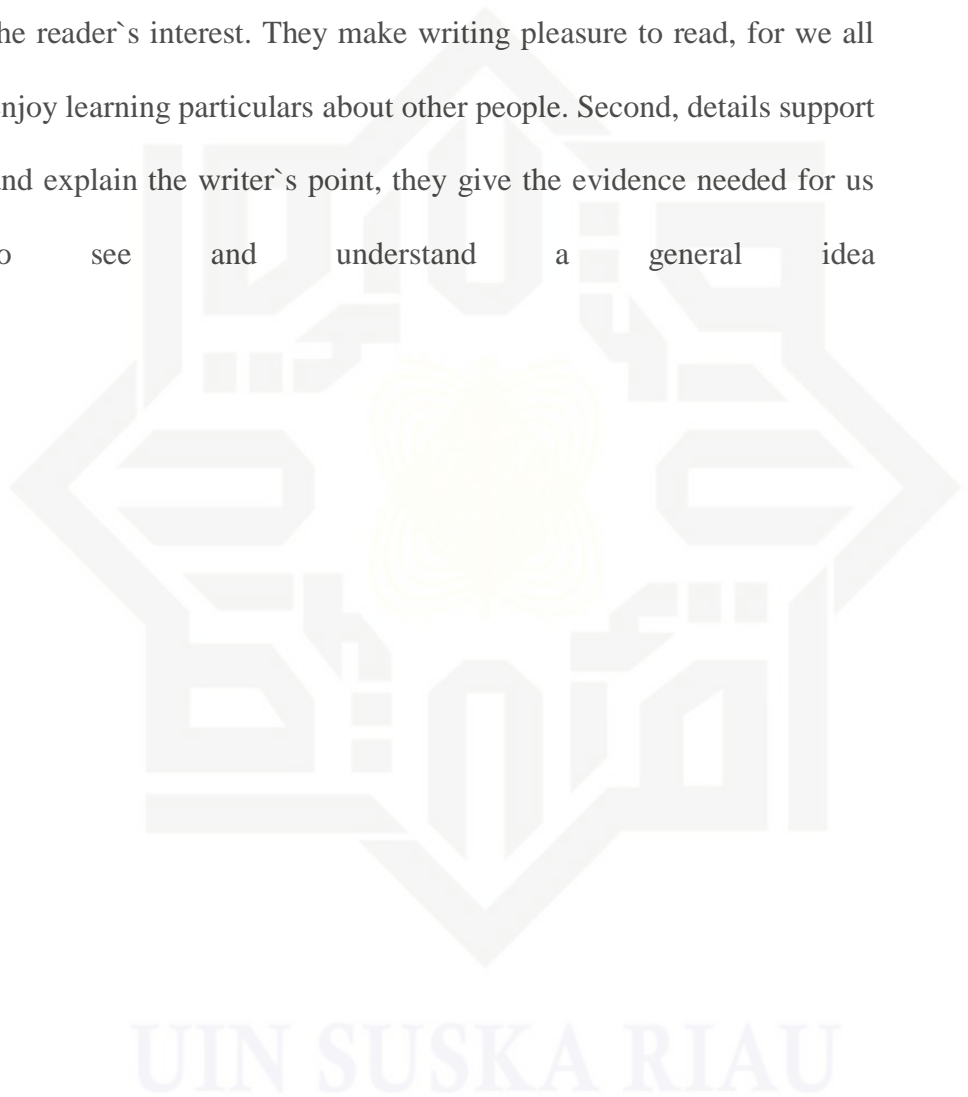 he reader`s interest. They make writing pleasure to read, for we all
njoy learning particulars about other people. Second, details support
nd explain the writer`s point, they give the evidence needed for us
o see and understand a general idea
UIN SUSKA RIAU